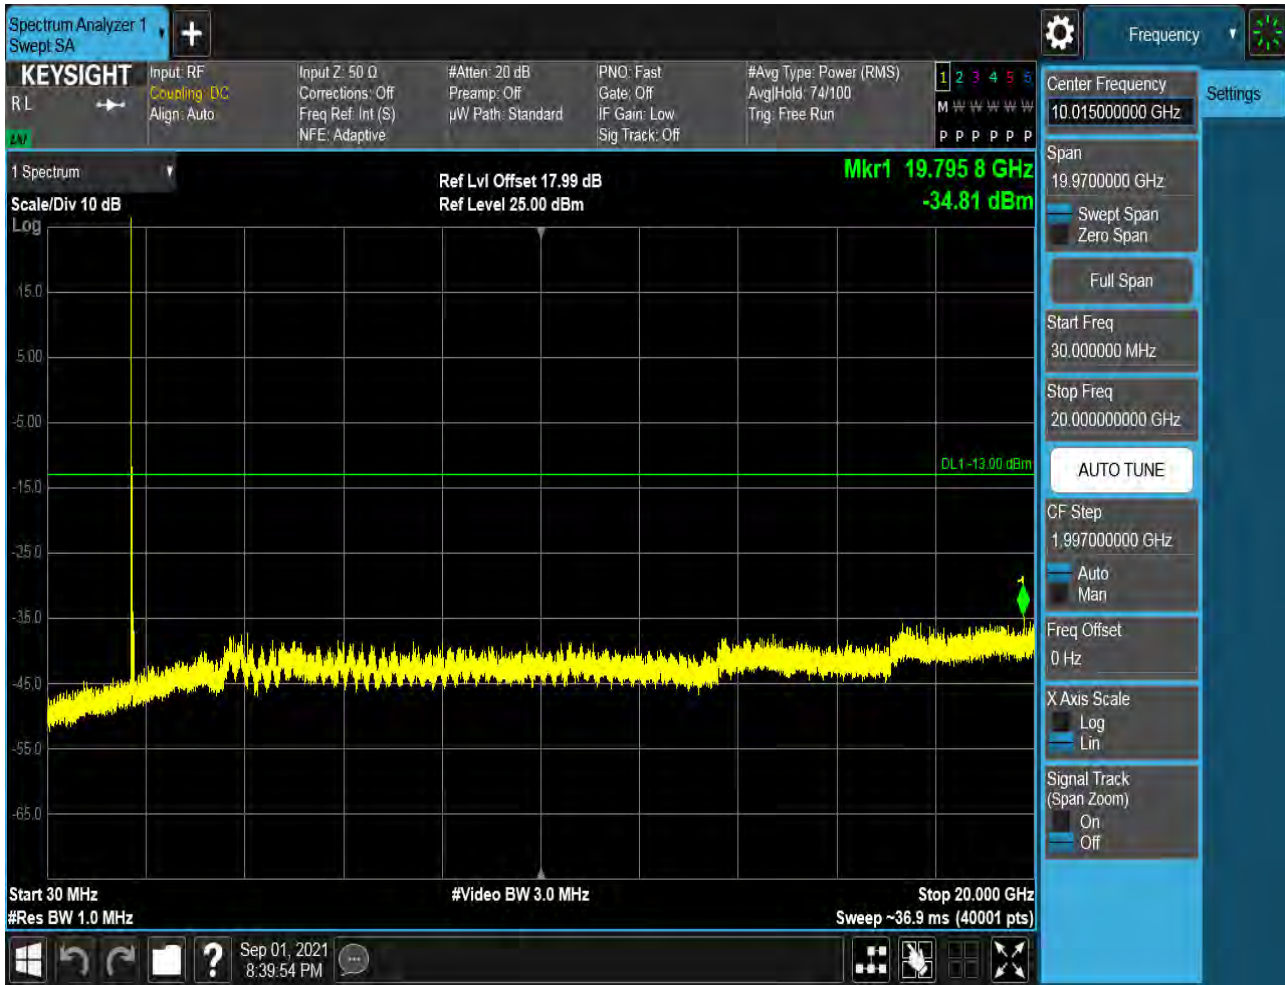 Spectrum Analyzer 1
Swept SA
Frequency
KEYSIGHT
R L
Input: RF
Coupling: DC
Align: Auto
Input Z: 50 Ω
Corrections: Off
Freq Ref: Int (S)
NFE: Adaptive
#Atten: 20 dB
Preamp: Off
µW Path: Standard
PNO: Fast
Gate: Off
IF Gain: Low
Sig Track: Off
#Avg Type: Power (RMS)
Avg|Hold: 74/100
Trig: Free Run
1 2 3 4 5 6
M W W W W W
P P P P P P
1 Spectrum
Scale/Div 10 dB
Log
Ref Lvl Offset 17.99 dB
Ref Level 25.00 dBm
Mkr1 19.795 8 GHz
-34.81 dBm
15.0
5.00
-5.00
DL1 -13.00 dBm
-15.0
-25.0
1
-35.0
-45.0
-55.0
-65.0
Start 30 MHz
#Res BW 1.0 MHz
#Video BW 3.0 MHz
Stop 20.000 GHz
Sweep ~36.9 ms (40001 pts)
Sep 01, 2021
8:39:54 PM
Center Frequency
10.015000000 GHz
Settings
Span
19.9700000 GHz
Swept Span
Zero Span
Full Span
Start Freq
30.000000 MHz
Stop Freq
20.000000000 GHz
AUTO TUNE
CF Step
1.997000000 GHz
Auto
Man
Freq Offset
0 Hz
X Axis Scale
Log
Lin
Signal Track
(Span Zoom)
On
Off